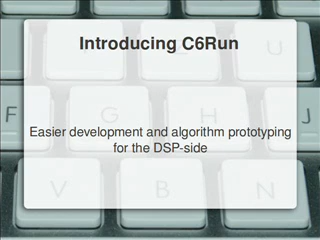 Introducing C6Run
Easier development and algorithm prototyping
for the DSP-side
U
F
G
H
J
V
B
N